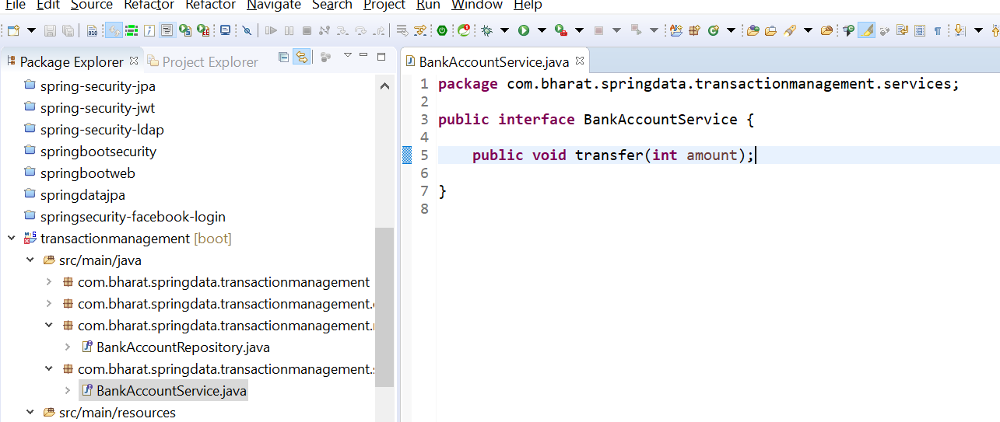 File Edit Source Refactor Refactor Navigate Search Project Run Window Help
Package Explorer Project Explorer
spring-security-jpa
spring-security-jwt
spring-security-ldap
springbootsecurity
springbootweb
springdatajpa
springsecurity-facebook-login
transactionmanagement [boot]
src/main/java
com.bharat.springdata.transactionmanagement
com.bharat.springdata.transactionmanagement.
com.bharat.springdata.transactionmanagement.
BankAccountRepository.java
com.bharat.springdata.transactionmanagement.
BankAccountService.java
src/main/resources
BankAccountService.java
1 package com.bharat.springdata.transactionmanagement.services;
2
3 public interface BankAccountService {
4
5 public void transfer(int amount);
6
7 }
8